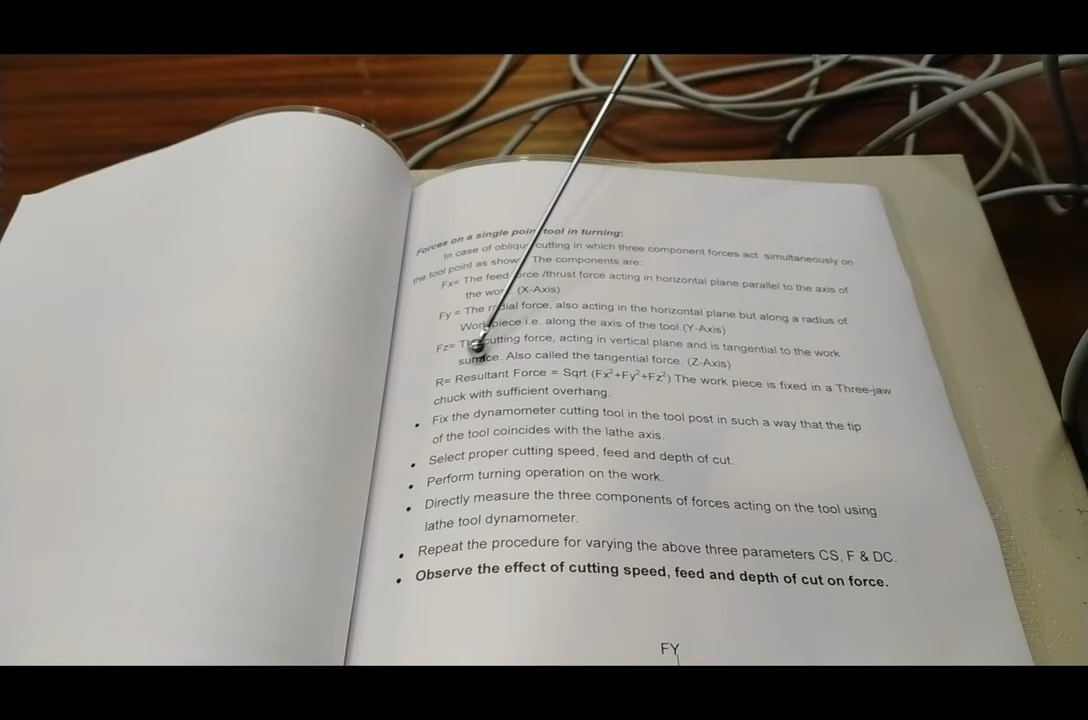 Forces on a single point tool in turning:
In case of oblique cutting in which three component forces act simultaneously on
the tool point as shown. The components are:
Fx= The feed force /thrust force acting in horizontal plane parallel to the axis of
the work. (X-Axis)
Fy = The radial force, also acting in the horizontal plane but along a radius of
Work piece i.e. along the axis of the tool.(Y-Axis)
Fz= The cutting force, acting in vertical plane and is tangential to the work
surface. Also called the tangential force. (Z-Axis)
R= Resultant Force = Sqrt (Fx²+Fy²+Fz²) The work piece is fixed in a Three-jaw
chuck with sufficient overhang.
• Fix the dynamometer cutting tool in the tool post in such a way that the tip
of the tool coincides with the lathe axis.
• Select proper cutting speed, feed and depth of cut.
• Perform turning operation on the work.
• Directly measure the three components of forces acting on the tool using
lathe tool dynamometer.
• Repeat the procedure for varying the above three parameters CS, F & DC.
• Observe the effect of cutting speed, feed and depth of cut on force.
FY